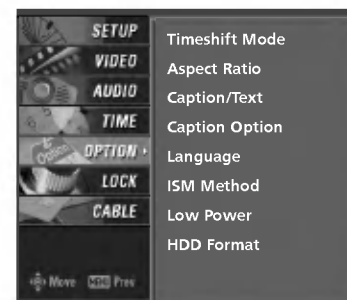 SETUP
VIDEO
AUDIO
TIME
OPTION
LOCK
CABLE
Move Prev
Timeshift Mode
Aspect Ratio
Caption/Text
Caption Option
Language
ISM Method
Low Power
HDD Format